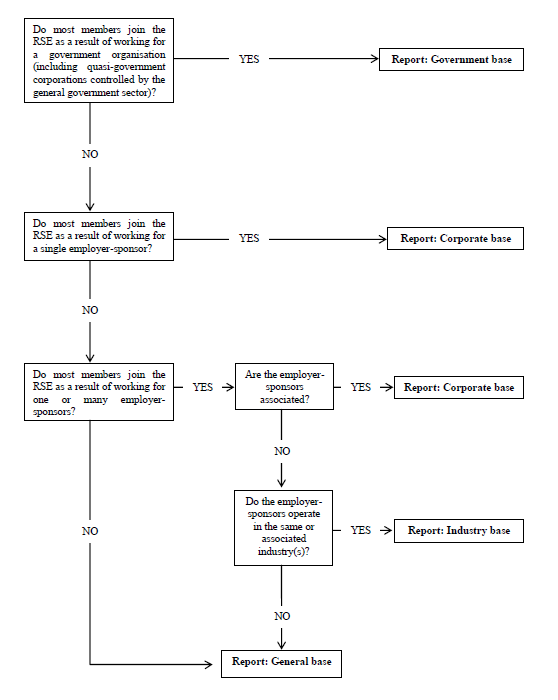 Do most members join the
RSE as a result of working for
a government organisation
(including quasi-government
corporations controlled by the
general government sector)?
YES
Report: Government base
NO
Do most members join the
RSE as a result of working for
a single employer-sponsor?
YES
Report: Corporate base
NO
Do most members join the
RSE as a result of working for
one or many employer-
sponsors?
YES
Are the employer-
sponsors
associated?
YES
Report: Corporate base
NO
Do the employer-
sponsors operate
in the same or
associated
industry(s)?
YES
Report: Industry base
NO
NO
Report: General base